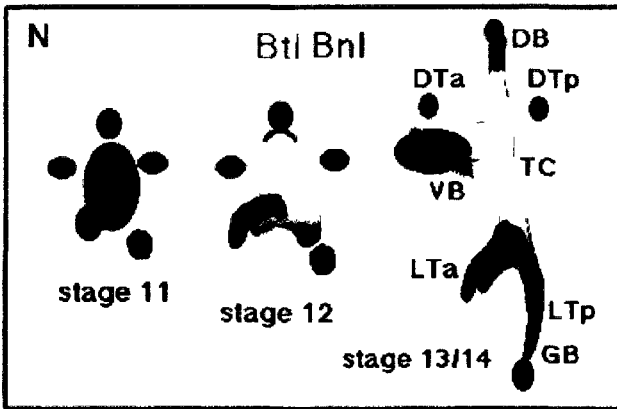 N
Btl Bnl
DB
DTa
DTp
VB
TC
stage 11
stage 12
LTa
LTp
stage 13/14
GB